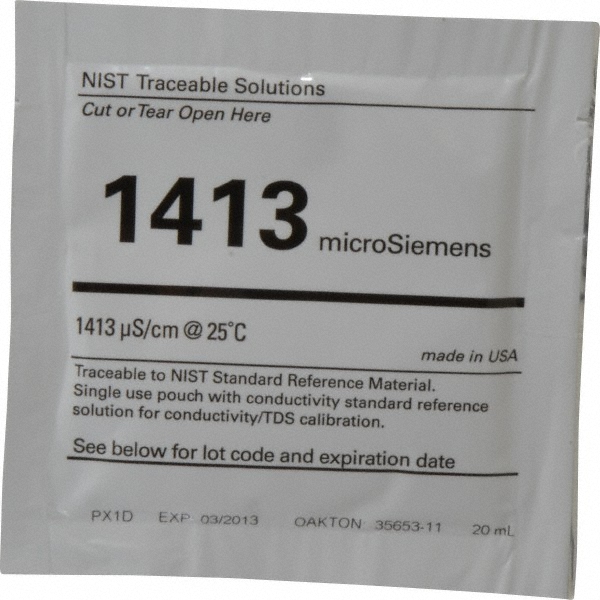 NIST Traceable Solutions
Cut or Tear Open Here
1413 microSiemens
1413 µS/cm @ 25°C
made in USA
Traceable to NIST Standard Reference Material.
Single use pouch with conductivity standard reference
solution for conductivity/TDS calibration.
See below for lot code and expiration date
PX1D EXP 03/2013 OAKTON 35653-11 20 mL